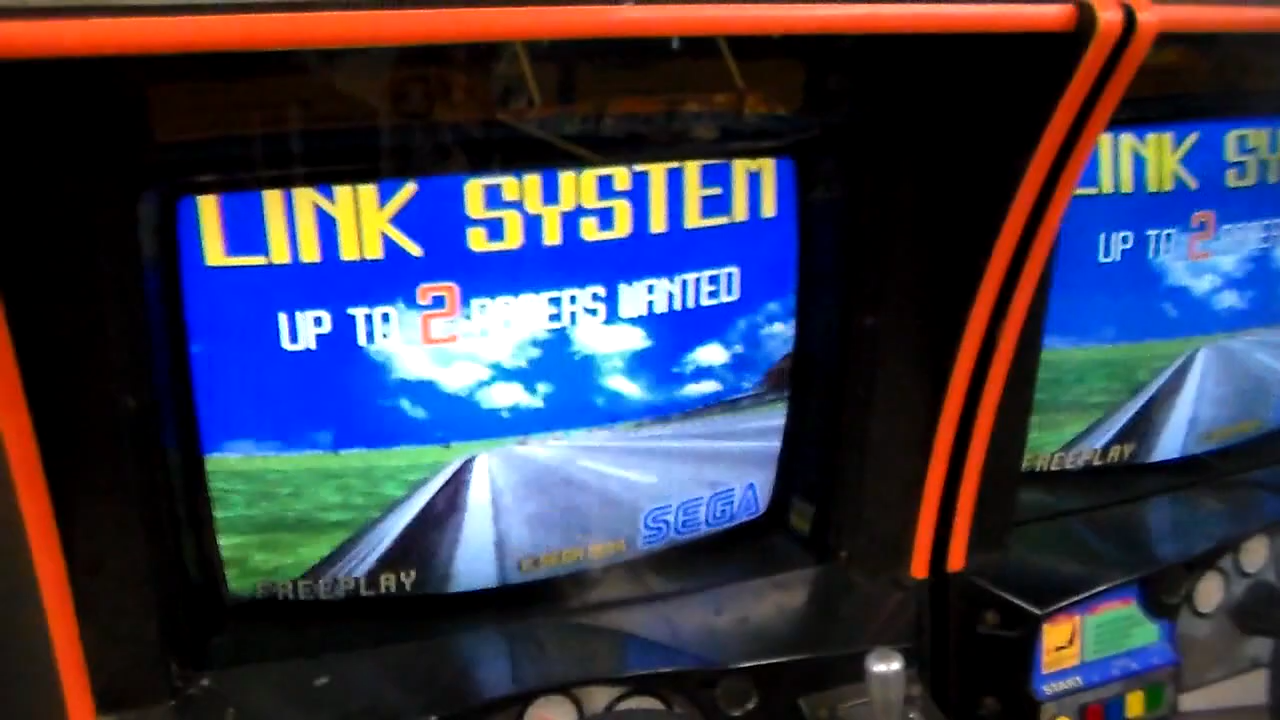 LINK SYSTEM
UP TO 2 RACERS WANTED
SEGA
FREEPLAY
LINK SY
UP TO 2
FREEPLAY
START